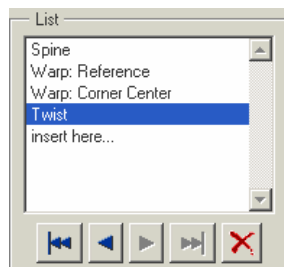 List
Spine
Warp: Reference
Warp: Corner Center
Twist
insert here...